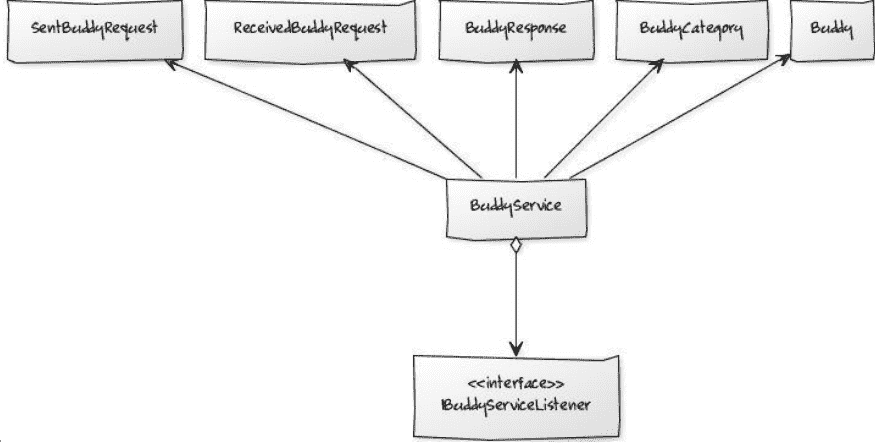 SentBuddyRequest
ReceivedBuddyRequest
BuddyResponse
BuddyCategory
Buddy
BuddyService
<<interface>>
IBuddyServiceListener